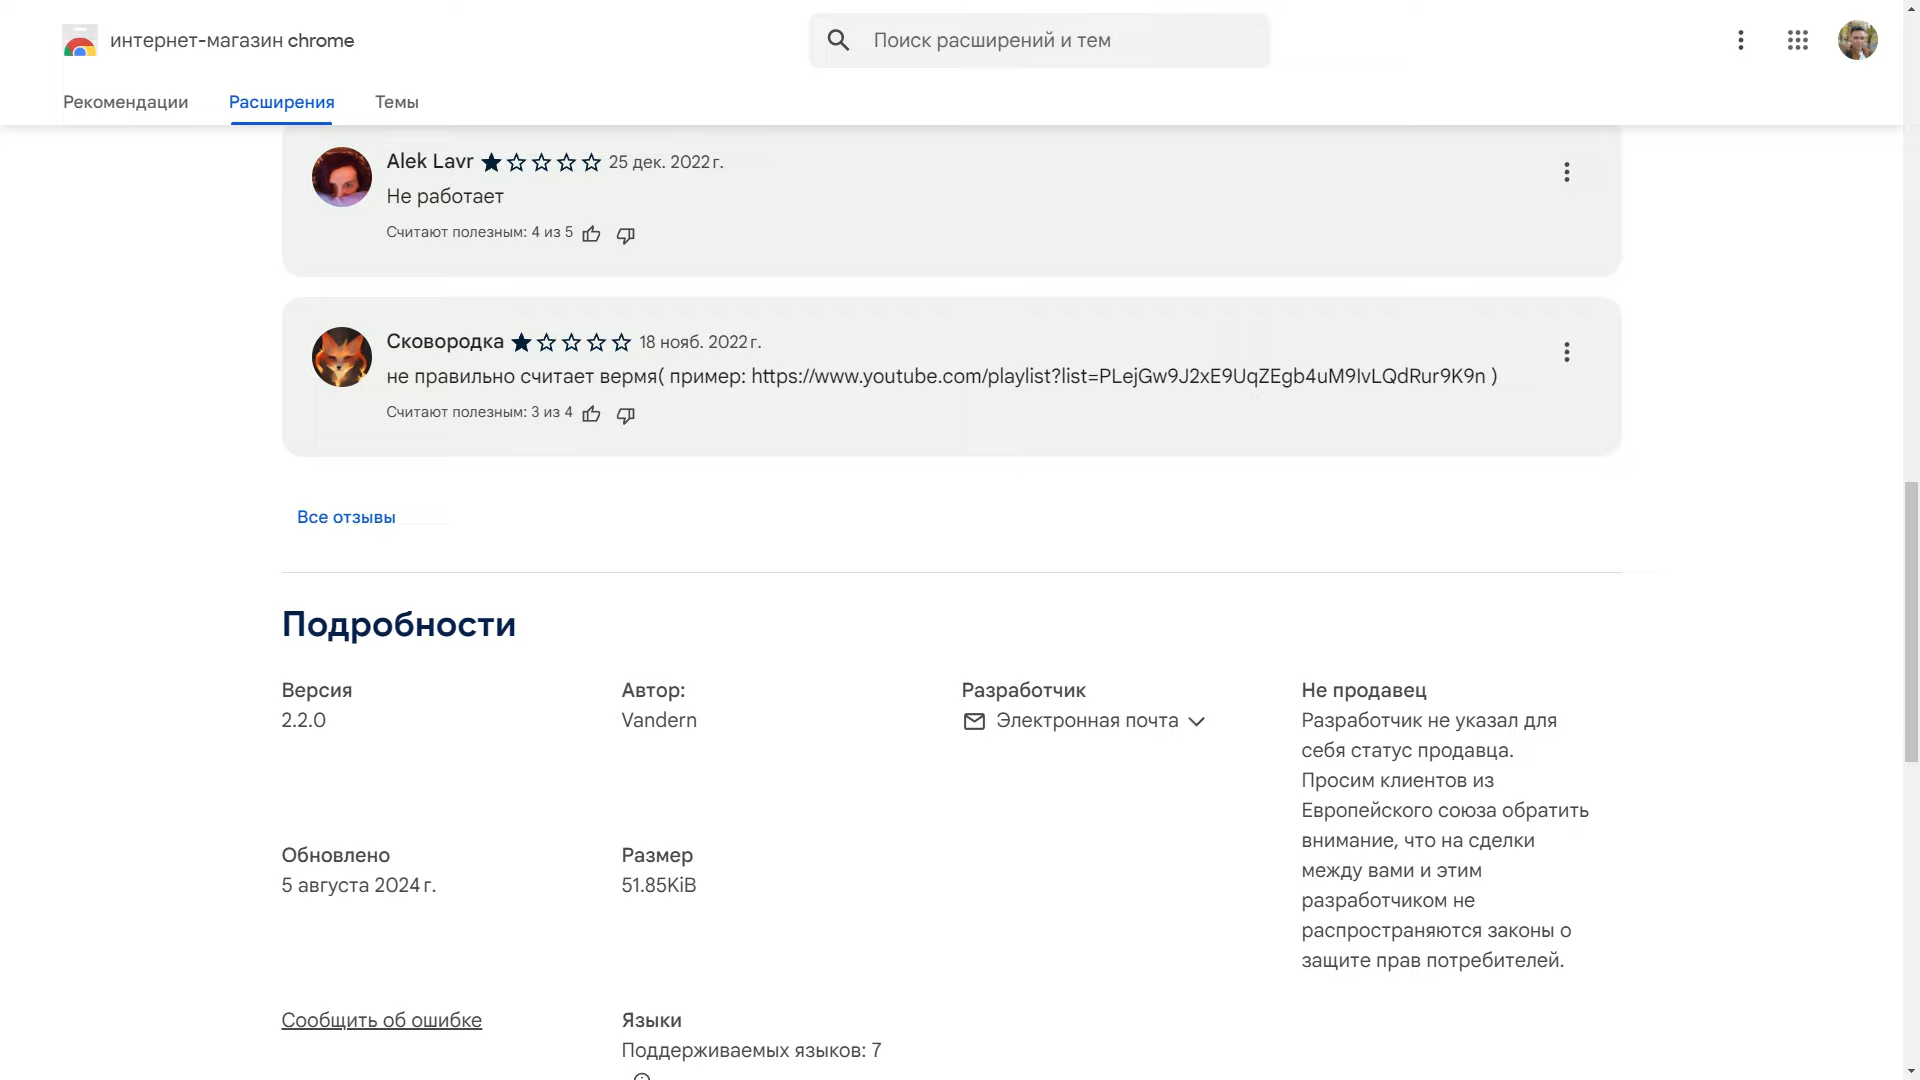 интернет-магазин chrome
Поиск расширений и тем
Рекомендации
Расширения
Темы
Alek Lavr 25 дек. 2022 г.
Не работает
Считают полезным: 4 из 5
Сковородка 18 нояб. 2022 г.
не правильно считает вермя( пример: https://www.youtube.com/playlist?list=PLejGw9J2xE9UqZEgb4uM9IvLQdRur9K9n )
Считают полезным: 3 из 4
Все отзывы
Подробности
Версия
2.2.0
Автор:
Vandern
Разработчик
Электронная почта
Не продавец
Разработчик не указал для
себя статус продавца.
Просим клиентов из
Европейского союза обратить
внимание, что на сделки
между вами и этим
разработчиком не
распространяются законы о
защите прав потребителей.
Обновлено
5 августа 2024 г.
Размер
51.85KiB
Сообщить об ошибке
Языки
Поддерживаемых языков: 7